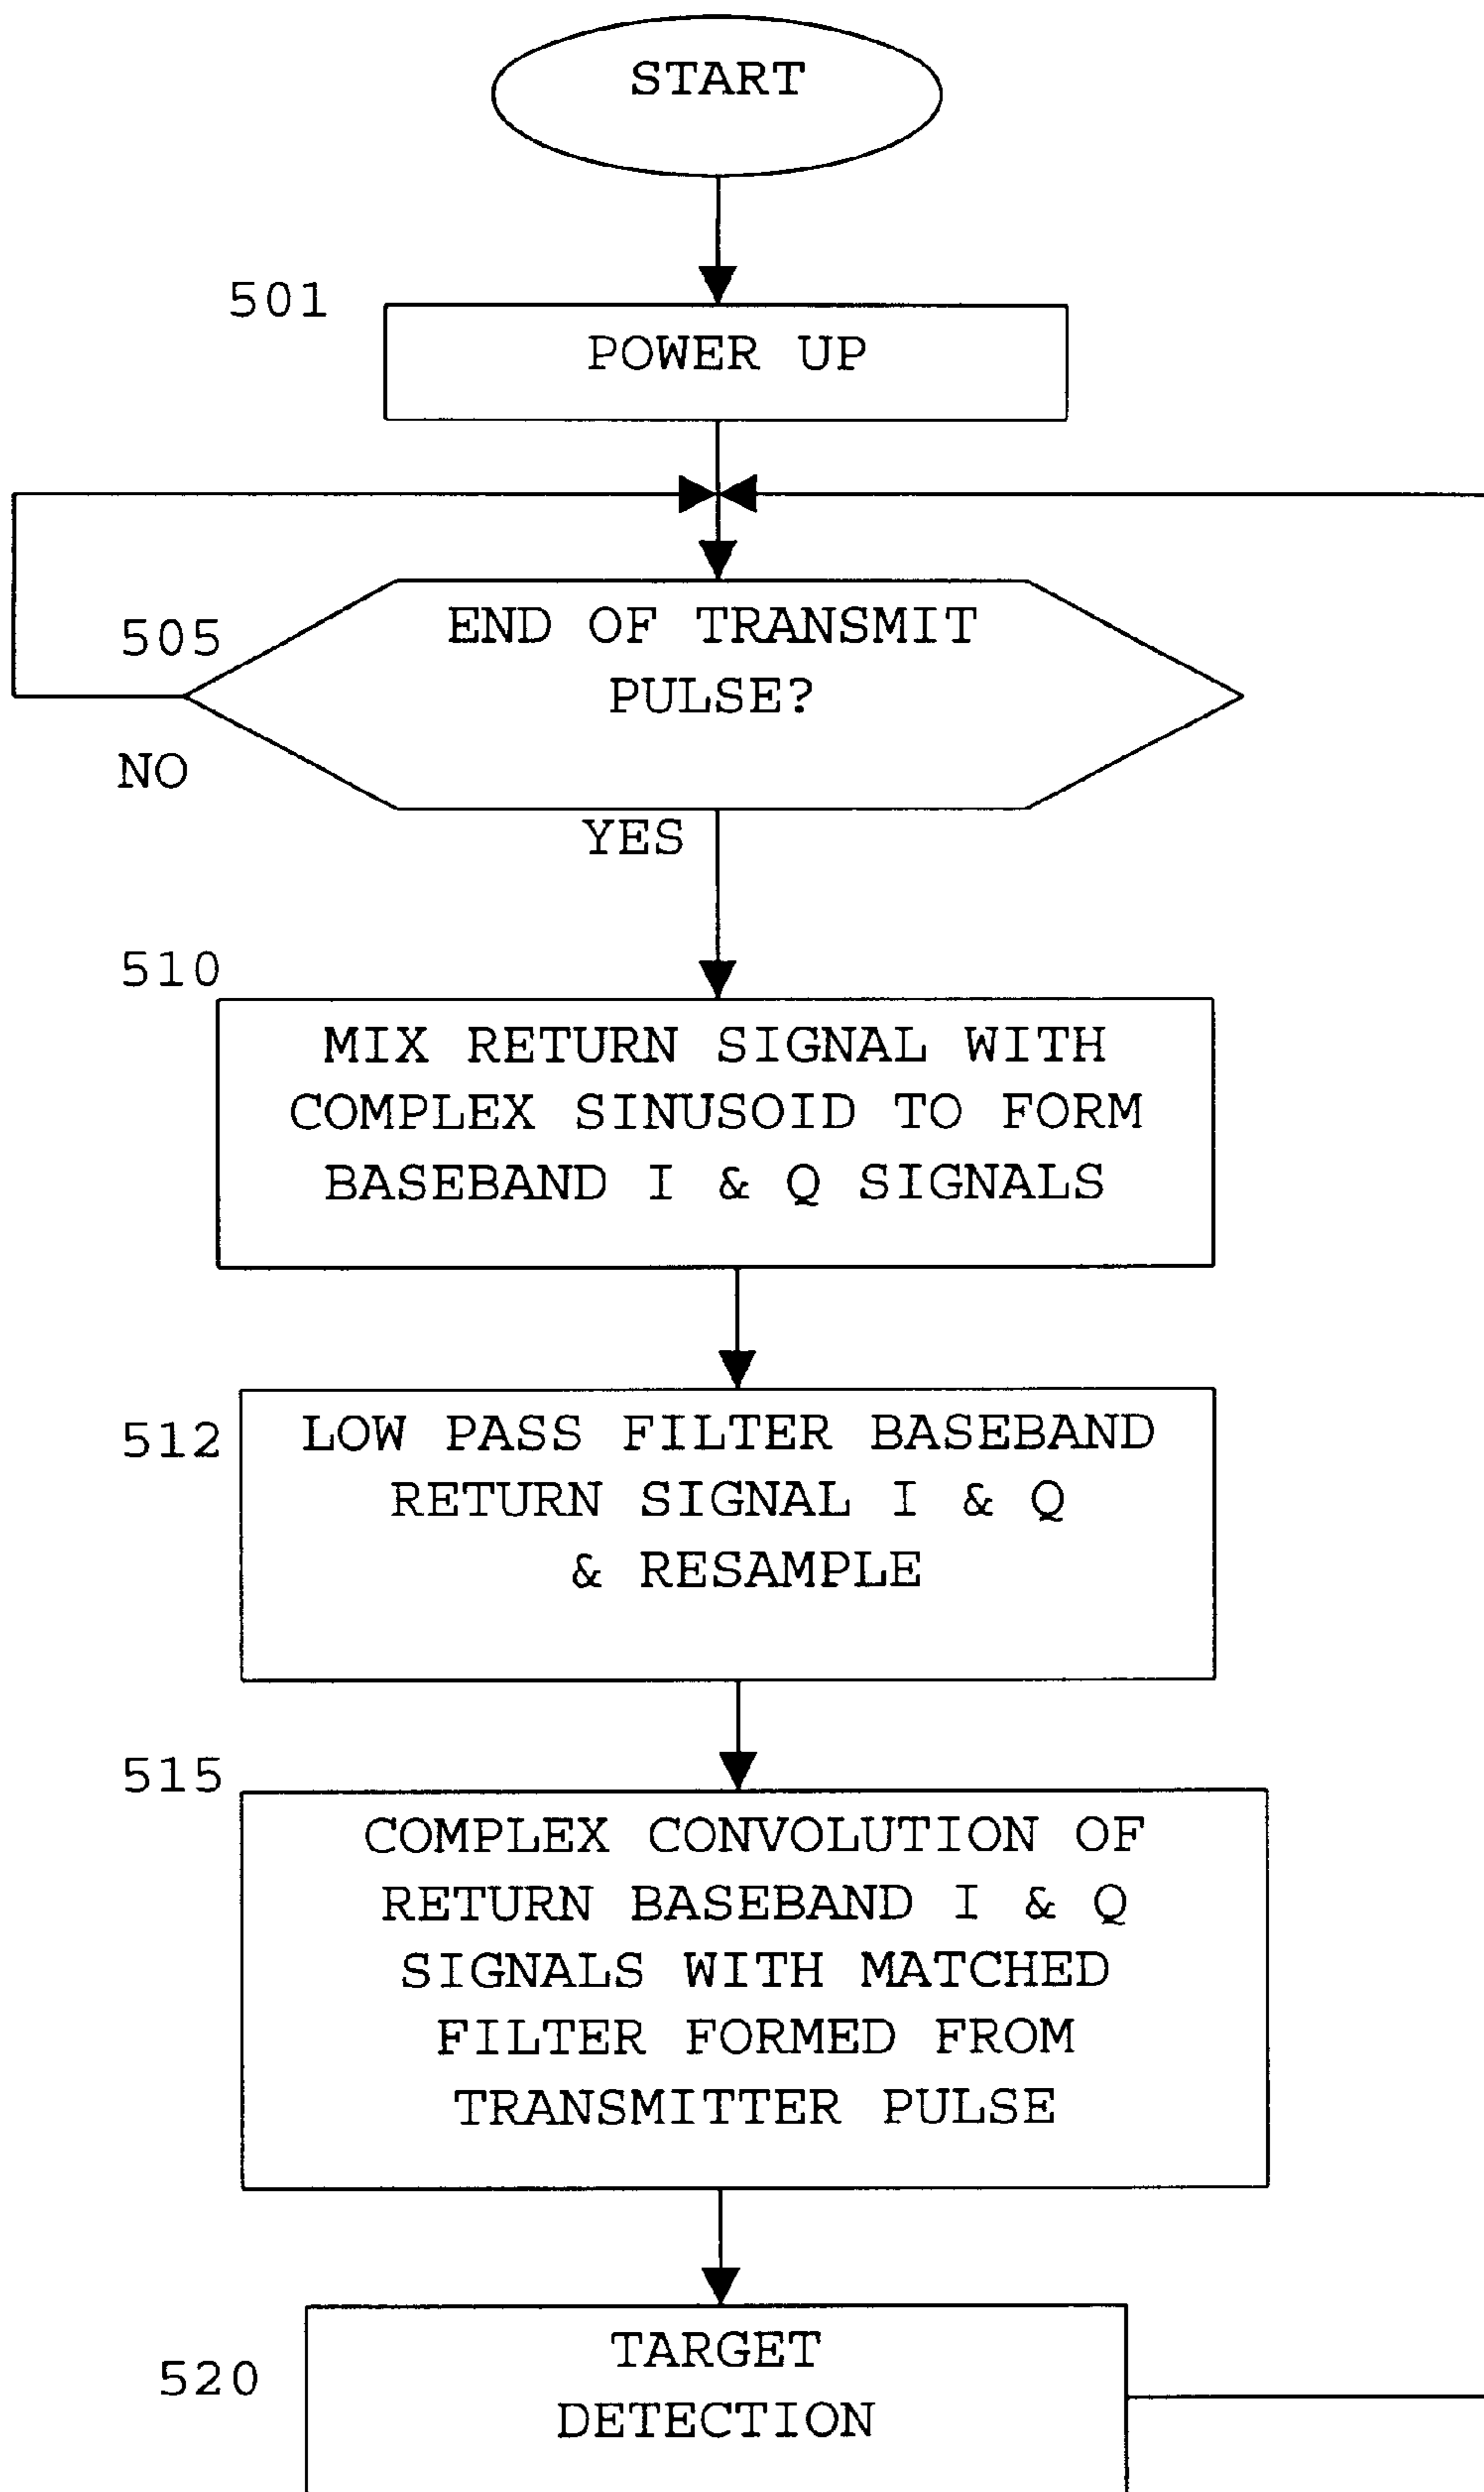 START
501
POWER UP
505
END OF TRANSMIT
PULSE?
NO
YES
510
MIX RETURN SIGNAL WITH
COMPLEX SINUSOID TO FORM
BASEBAND I & Q SIGNALS
512
LOW PASS FILTER BASEBAND
RETURN SIGNAL I & Q
& RESAMPLE
515
COMPLEX CONVOLUTION OF
RETURN BASEBAND I & Q
SIGNALS WITH MATCHED
FILTER FORMED FROM
TRANSMITTER PULSE
520
TARGET
DETECTION